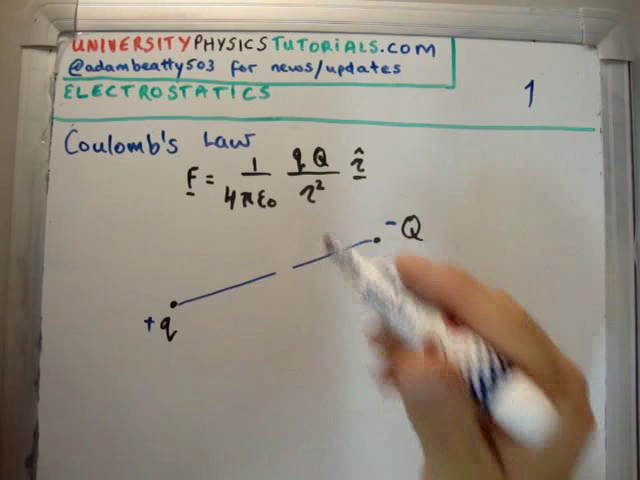 UNIVERSITYPHYSICSTUTORIALS.COM
@adambeatty503 for news/updates
ELECTROSTATICS
1
Coulomb's Law
F = 1/4πε₀ qQ/r² r̂
-Q
+q